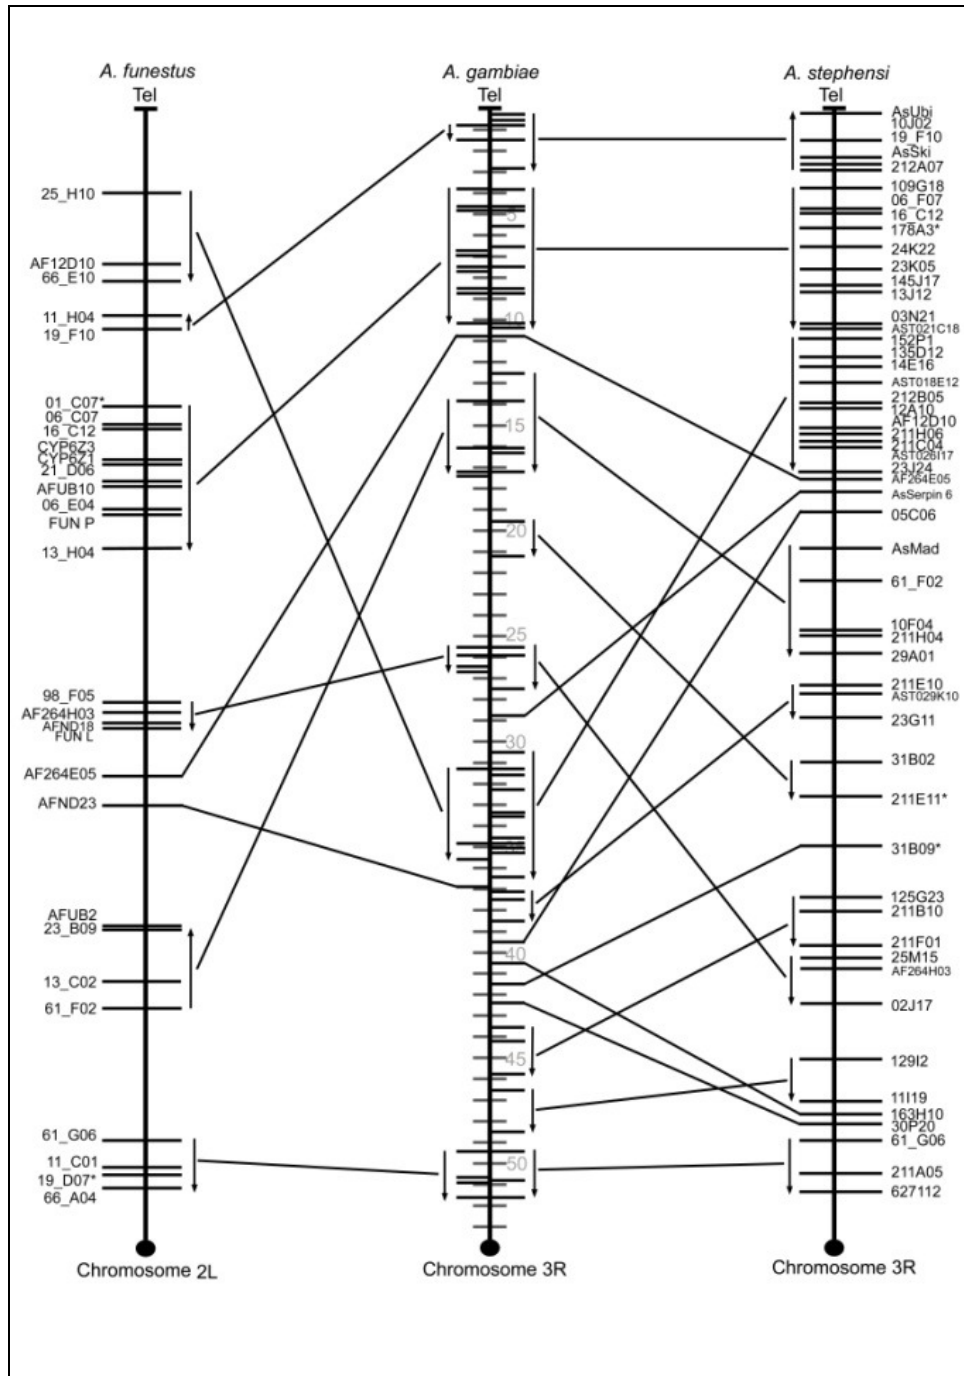 A. funestus
Tel
25_H10
AF12D10
66_E10
11_H04
19_F10
01_C07*
06_C07
16_C12
CYP6Z3
CYP6Z1
21_D06
AFUB10
06_E04
FUN P
13_H04
98_F05
AF264H03
AFND18
FUN L
AF264E05
AFND23
AFUB2
23_B09
13_C02
61_F02
61_G06
11_C01
19_D07*
66_A04
Chromosome 2L
A. gambiae
Tel
5
10
15
20
25
30
35
40
45
50
Chromosome 3R
A. stephensi
Tel
AsUbi
10J02
19_F10
AsSki
212A07
109G18
06_F07
16_C12
178A3*
24K22
23K05
145J17
13J12
03N21
AST021C18
152P1
135D12
14E16
AST018E12
212B05
12A10
AF12D10
211H06
211C04
AST026I17
23J24
AF264E05
AsSerpin 6
05C06
AsMad
61_F02
10F04
211H04
29A01
211E10
AST029K10
23G11
31B02
211E11*
31B09*
125G23
211B10
211F01
25M15
AF264H03
02J17
129I2
11I19
163H10
30P20
61_G06
211A05
627112
Chromosome 3R